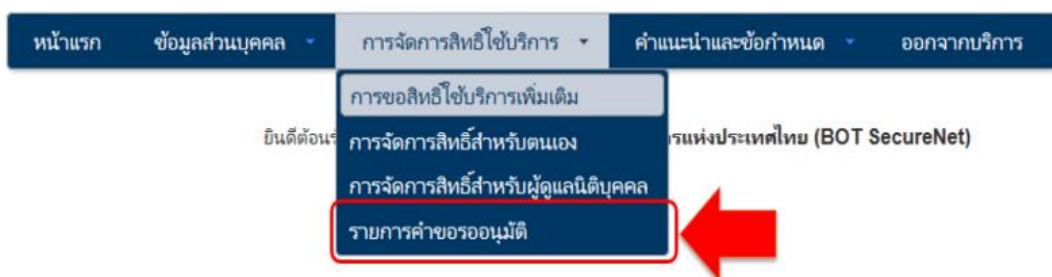 หน้าแรก ข้อมูลส่วนบุคคล การจัดการสิทธิ์ใช้บริการ คำแนะนำและข้อกำหนด ออกจากบริการ
การขอสิทธิ์ใช้บริการเพิ่มเติม
ยินดีต้อนร การจัดการสิทธิ์สำหรับตนเอง รแห่งประเทศไทย (BOT SecureNet)
การจัดการสิทธิ์สำหรับผู้ดูแลนิติบุคคล
รายการคำขอรออนุมัติ